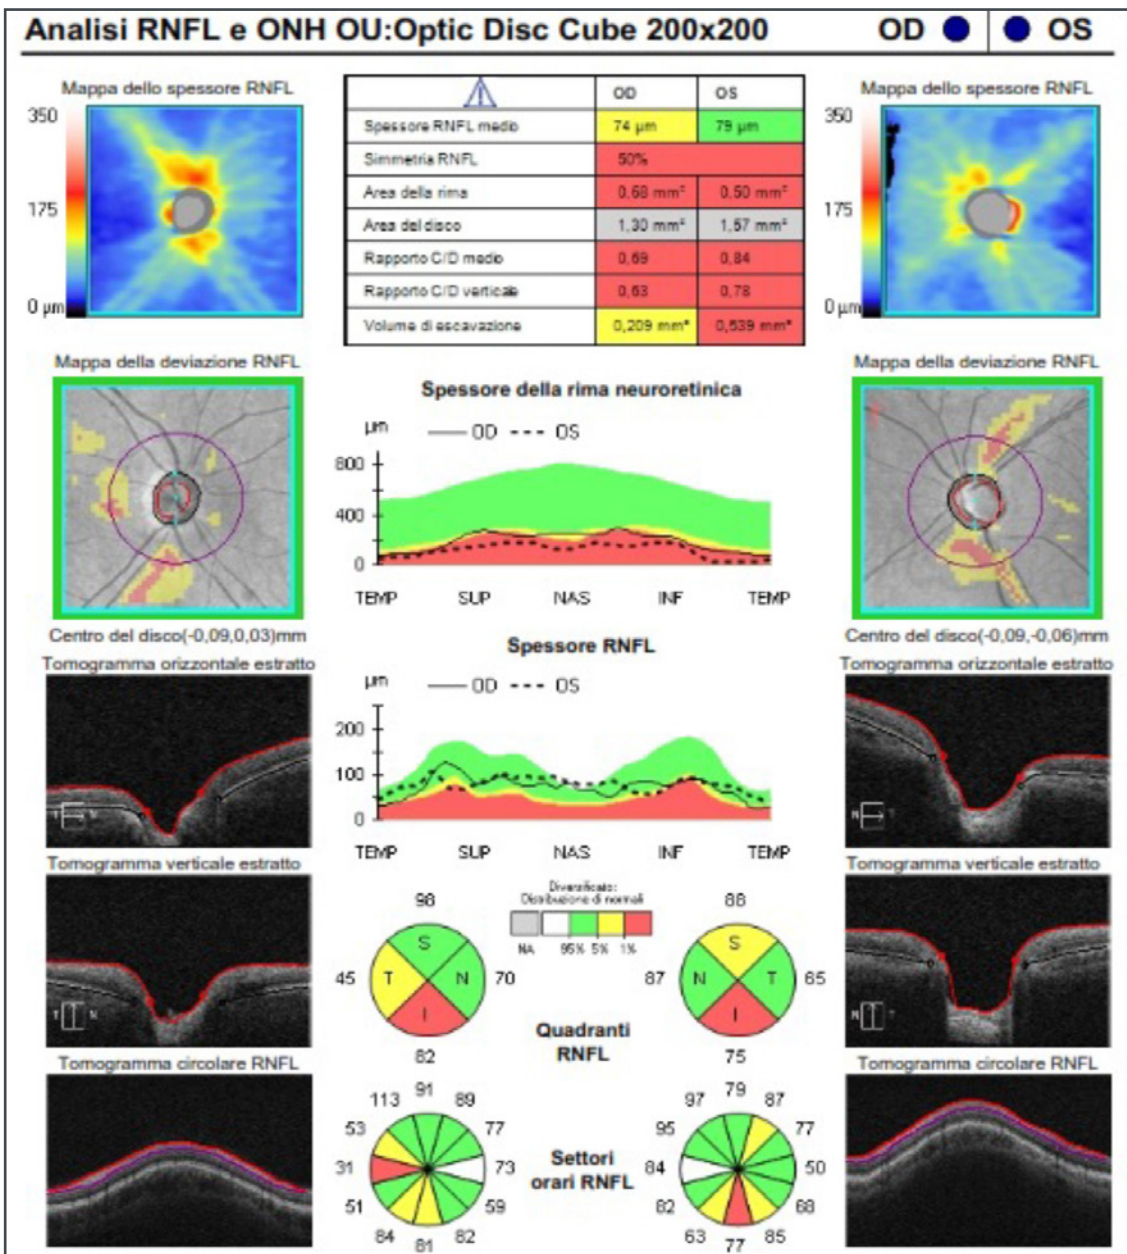 Analisi RNFL e ONH OU:Optic Disc Cube 200x200 OD OS
Mappa dello spessore RNFL
350
175
0 µm
OD OS
Spessore RNFL medio 74 µm 79 µm
Simmetria RNFL 50%
Area della rima 0,68 mm² 0,50 mm²
Area del disco 1,30 mm² 1,57 mm²
Rapporto C/D medio 0,69 0,84
Rapporto C/D verticale 0,63 0,78
Volume di escavazione 0,209 mm³ 0,539 mm³
Mappa dello spessore RNFL
350
175
0 µm
Mappa della deviazione RNFL
Centro del disco(-0,09,0,03)mm
Spessore della rima neuroretinica
µm OD OS
800
400
0
TEMP SUP NAS INF TEMP
Mappa della deviazione RNFL
Centro del disco(-0,09,-0,06)mm
Tomogramma orizzontale estratto
T N
Spessore RNFL
µm OD OS
200
100
0
TEMP SUP NAS INF TEMP
Tomogramma orizzontale estratto
N T
Tomogramma verticale estratto
T N
Diversificato:
Distribuzione di normali
NA 95% 5% 1%
98
S
45 T N 70
I
82
Quadranti
RNFL
88
S
87 N T 65
I
75
Tomogramma verticale estratto
N T
Tomogramma circolare RNFL
113 91 89
53 77
31 73
51 59
84 81 82
Settori
orari RNFL
97 79 87
95 77
84 50
82 68
63 77 85
Tomogramma circolare RNFL